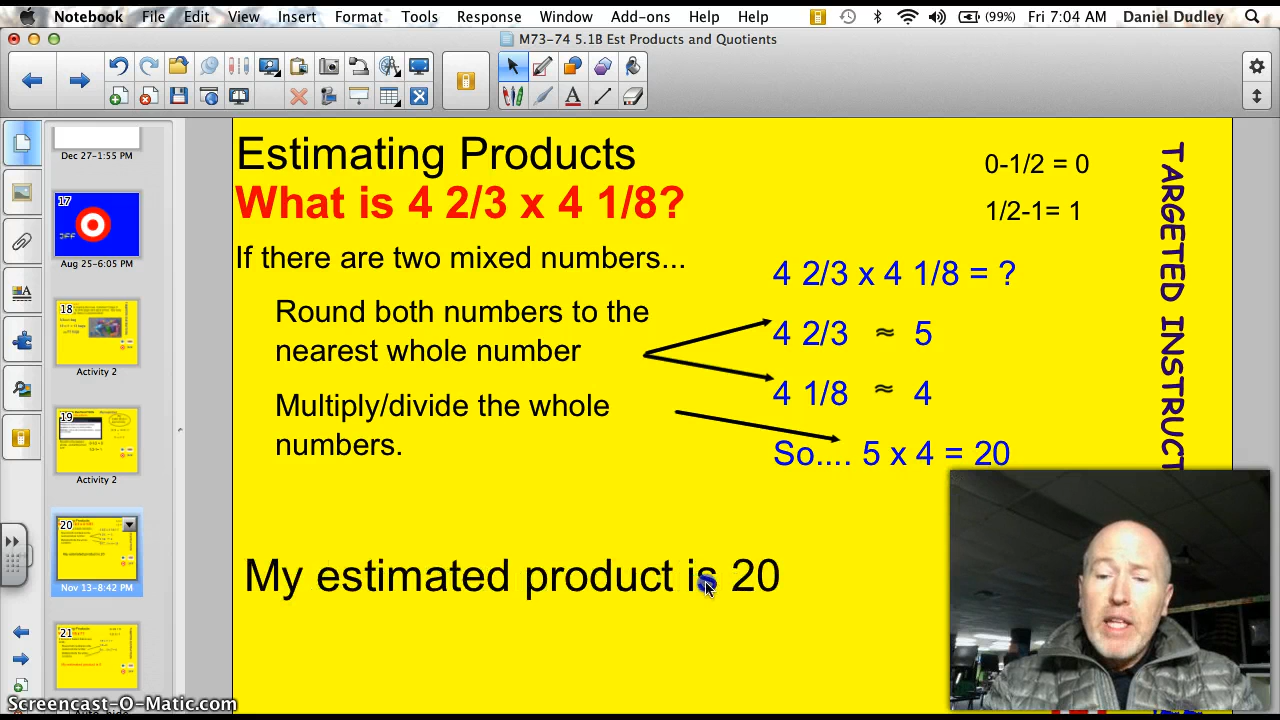 Notebook File Edit View Insert Format Tools Response Window Add-ons Help Help (99%) Fri 7:04 AM Daniel Dudley
M73-74 5.1B Est Products and Quotients
Dec 27-1:55 PM
17
OFF
Aug 25-6:05 PM
18
Activity 2
19
Activity 2
20
Nov 13-8:42 PM
21
Estimating Products
What is 4 2/3 x 4 1/8?
If there are two mixed numbers...
Round both numbers to the
nearest whole number
Multiply/divide the whole
numbers.
0-1/2 = 0
1/2-1= 1
4 2/3 x 4 1/8 = ?
4 2/3 ≈ 5
4 1/8 ≈ 4
So.... 5 x 4 = 20
My estimated product is 20
TARGETED INSTRUCT
Screencast-O-Matic.com